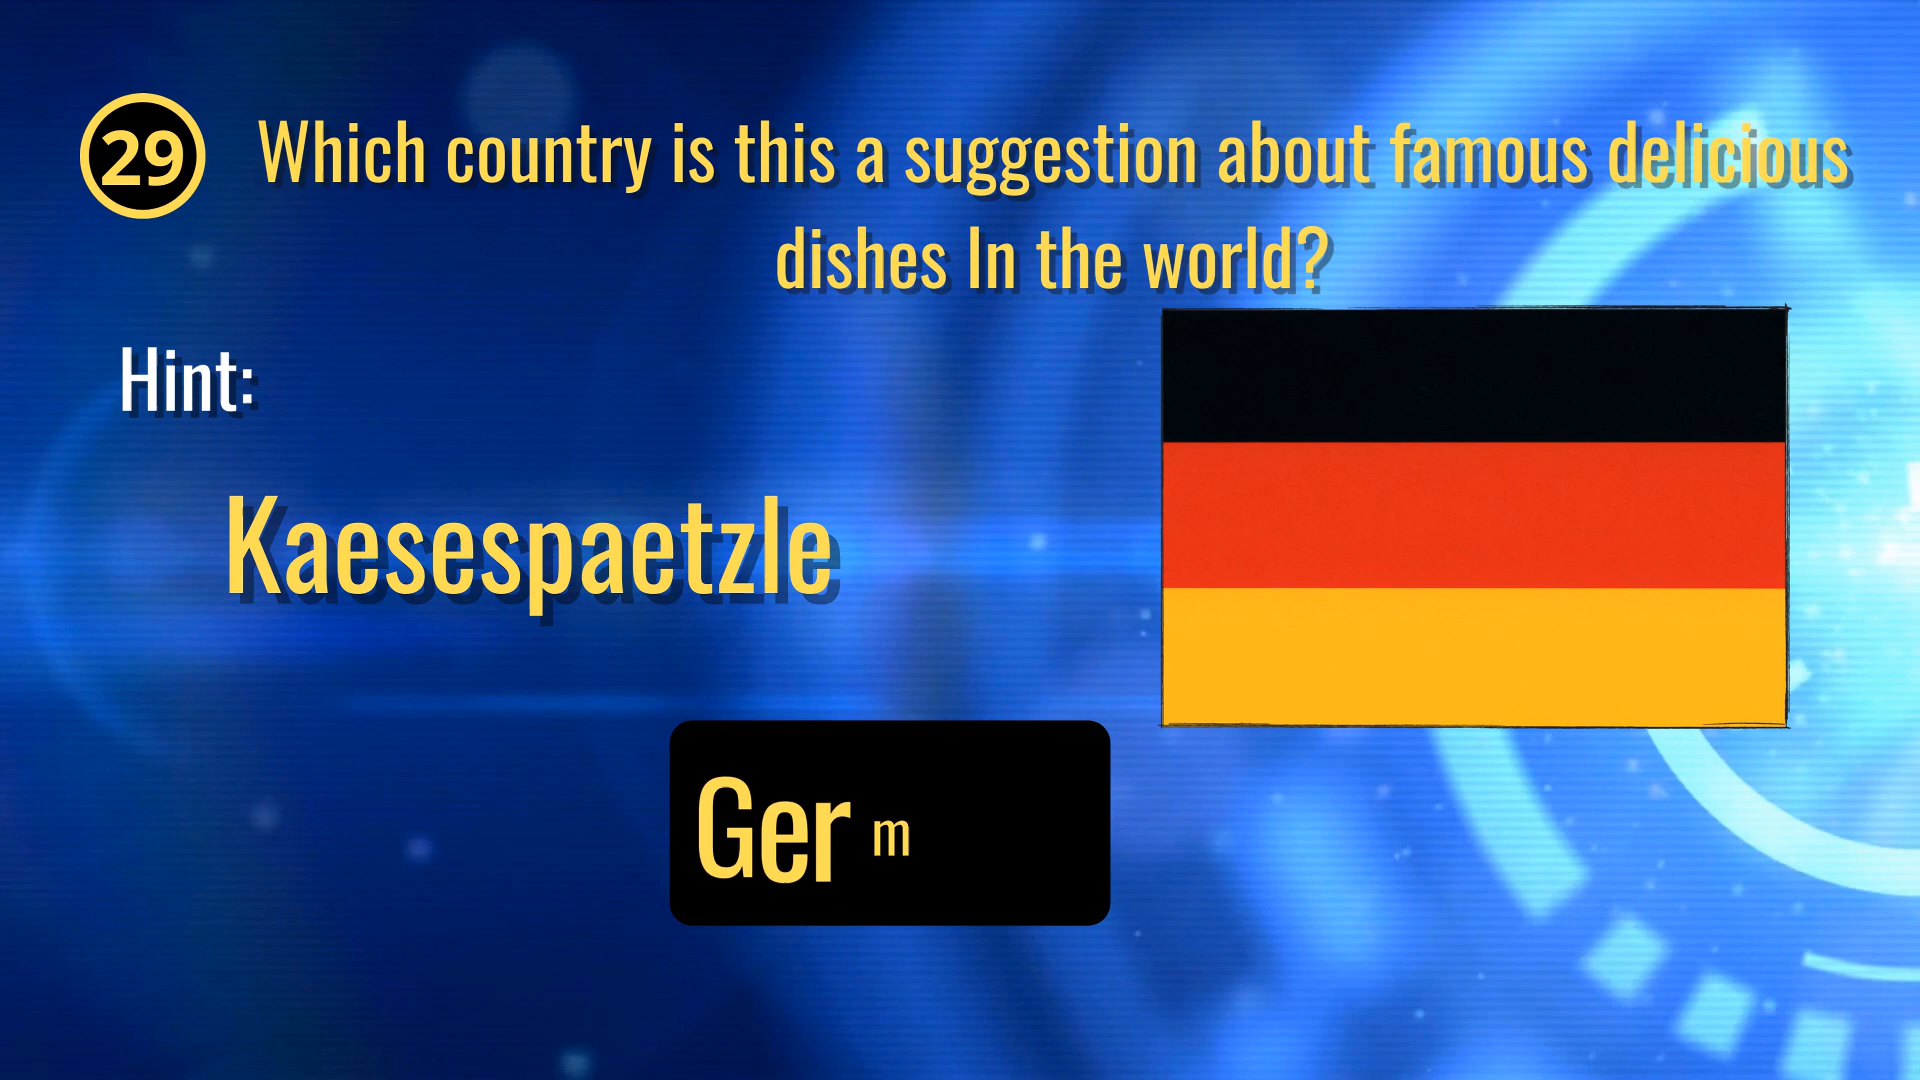 29
Which country is this a suggestion about famous delicious
dishes In the world?
Hint:
Kaesespaetzle
Ger m